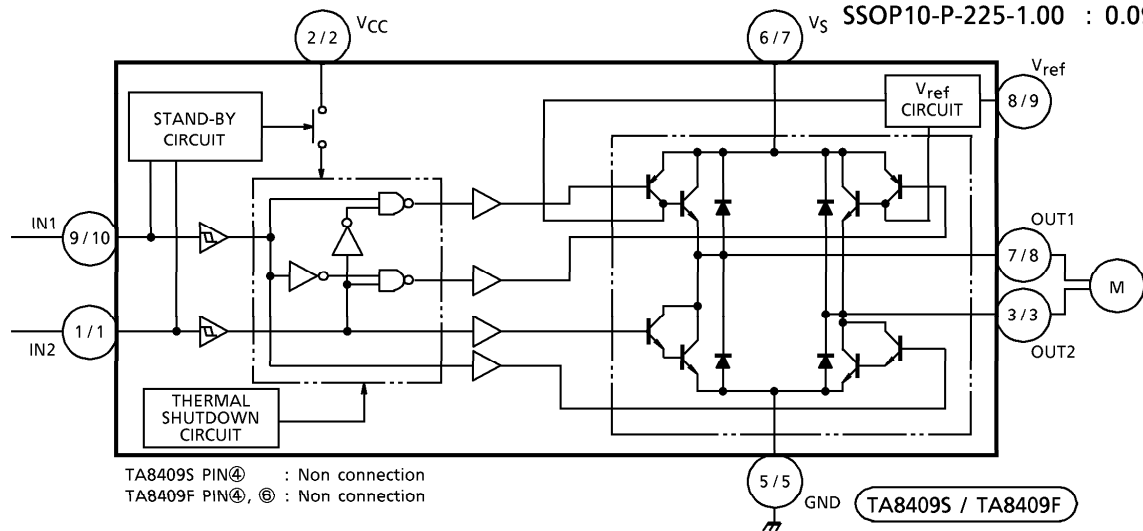 SSOP10-P-225-1.00 : 0.09
2 / 2
VCC
6 / 7
VS
Vref
8 / 9
STAND-BY
CIRCUIT
Vref
CIRCUIT
IN1
9 / 10
OUT1
7 / 8
M
1 / 1
IN2
3 / 3
OUT2
THERMAL
SHUTDOWN
CIRCUIT
TA8409S PIN④ : Non connection
TA8409F PIN④, ⑥ : Non connection
5 / 5
GND
TA8409S / TA8409F